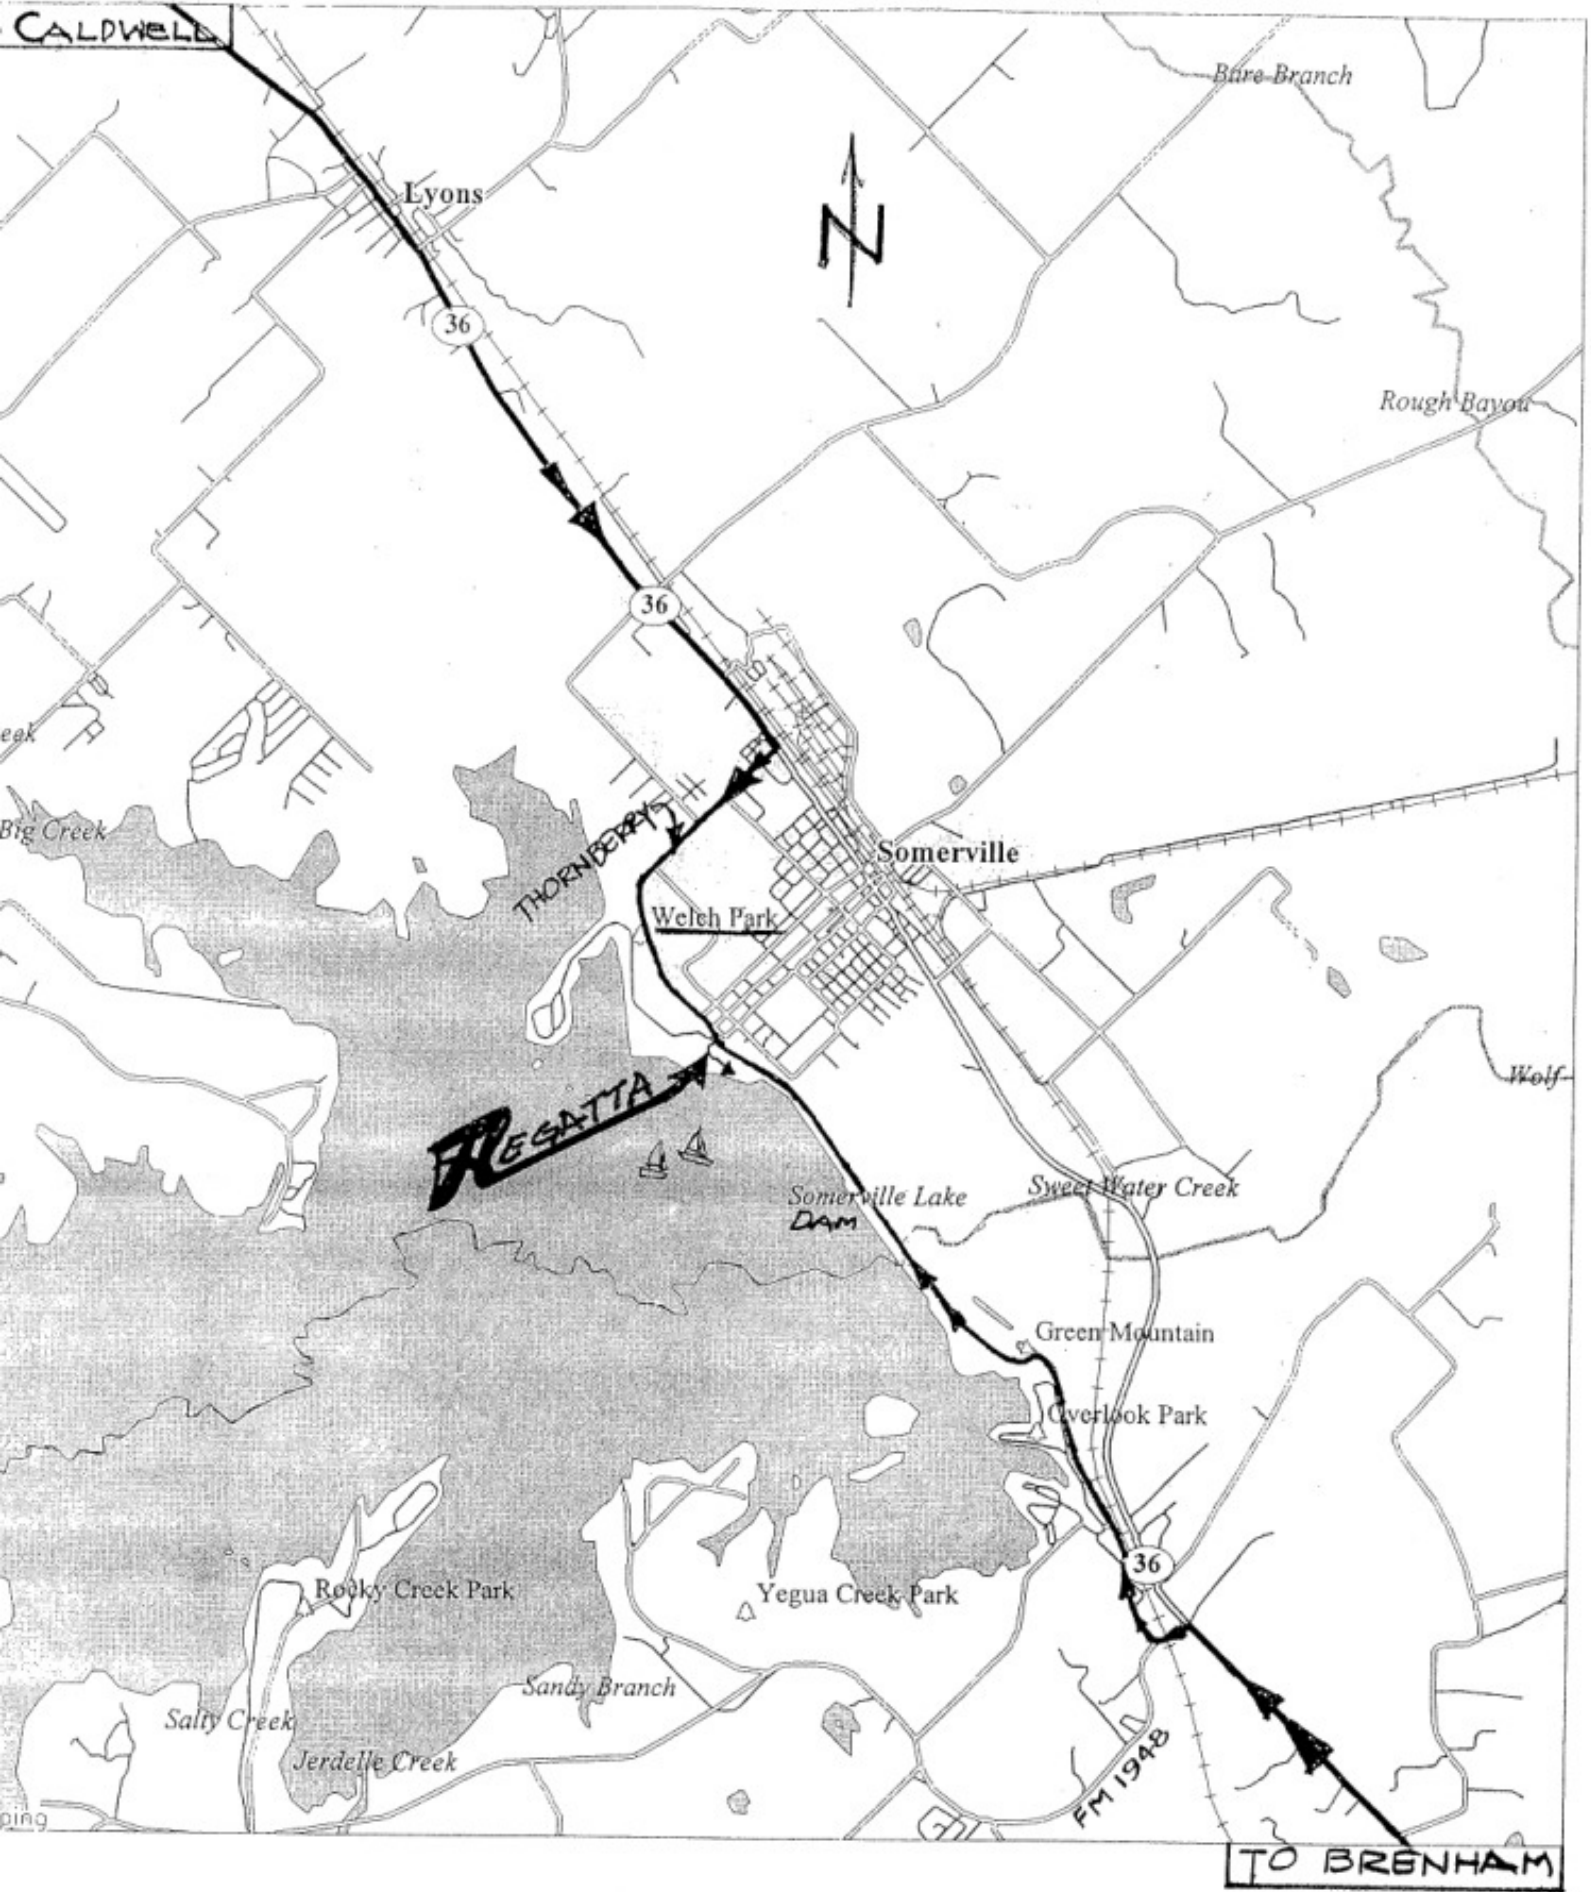 CALDWELL
Bure Branch
Lyons
N
36
Rough Bayou
36
eek
THORNBERRY
Big Creek
Somerville
Welch Park
REGATTA
Wolf
Sweet Water Creek
Somerville Lake
DAM
Green Mountain
Overlook Park
36
Rocky Creek Park
Yegua Creek Park
Sandy Branch
Salty Creek
Jerdelle Creek
FM 1948
ping
TO BRENHAM